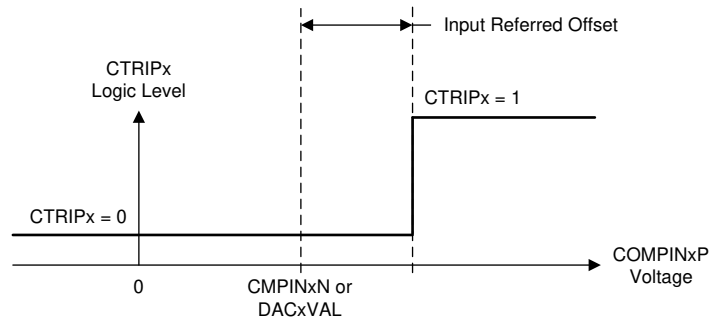 Input Referred Offset
CTRIPx
Logic Level
CTRIPx = 1
CTRIPx = 0
COMPINxP
Voltage
0
CMPINxN or
DACxVAL